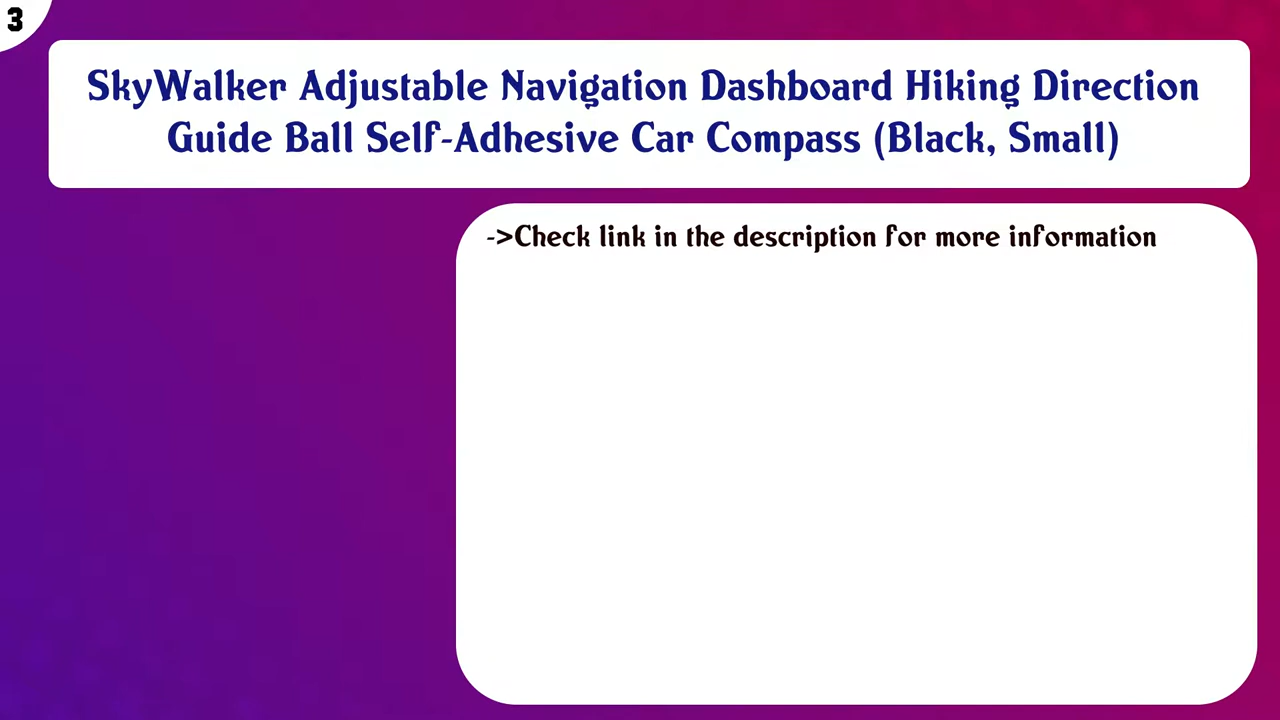 3
SkyWalker Adjustable Navigation Dashboard Hiking Direction
Guide Ball Self-Adhesive Car Compass (Black, Small)
->Check link in the description for more information